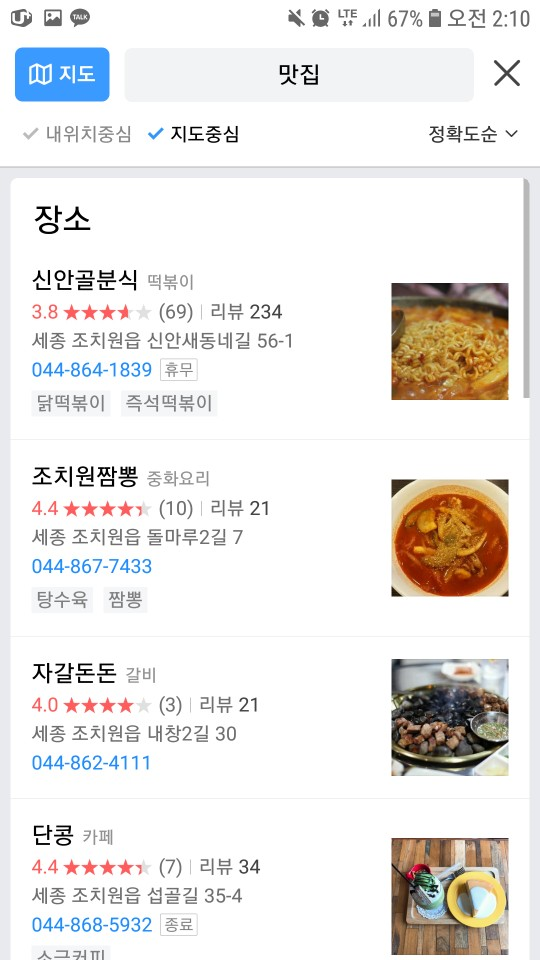 TALK
LTE 67% 오전 2:10
지도 맛집
내위치중심 지도중심 정확도순
장소
신안골분식 떡볶이
3.8 (69) 리뷰 234
세종 조치원읍 신안새동네길 56-1
044-864-1839 휴무
닭떡볶이 즉석떡볶이
조치원짬뽕 중화요리
4.4 (10) 리뷰 21
세종 조치원읍 돌마루2길 7
044-867-7433
탕수육 짬뽕
자갈돈돈 갈비
4.0 (3) 리뷰 21
세종 조치원읍 내창2길 30
044-862-4111
단콩 카페
4.4 (7) 리뷰 34
세종 조치원읍 섭골길 35-4
044-868-5932 종료